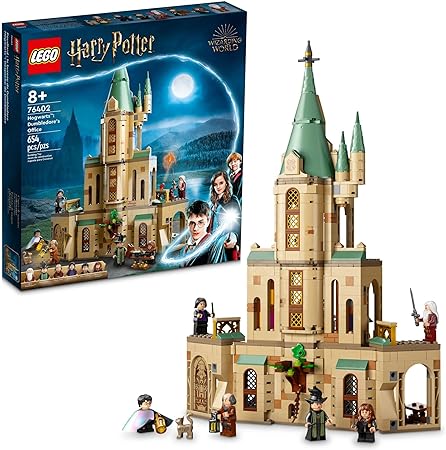 LEGO
Harry Potter
WIZARDING
WORLD
8+
76402
Hogwarts™:
Dumbledore's
Office
654
pcs/pzs